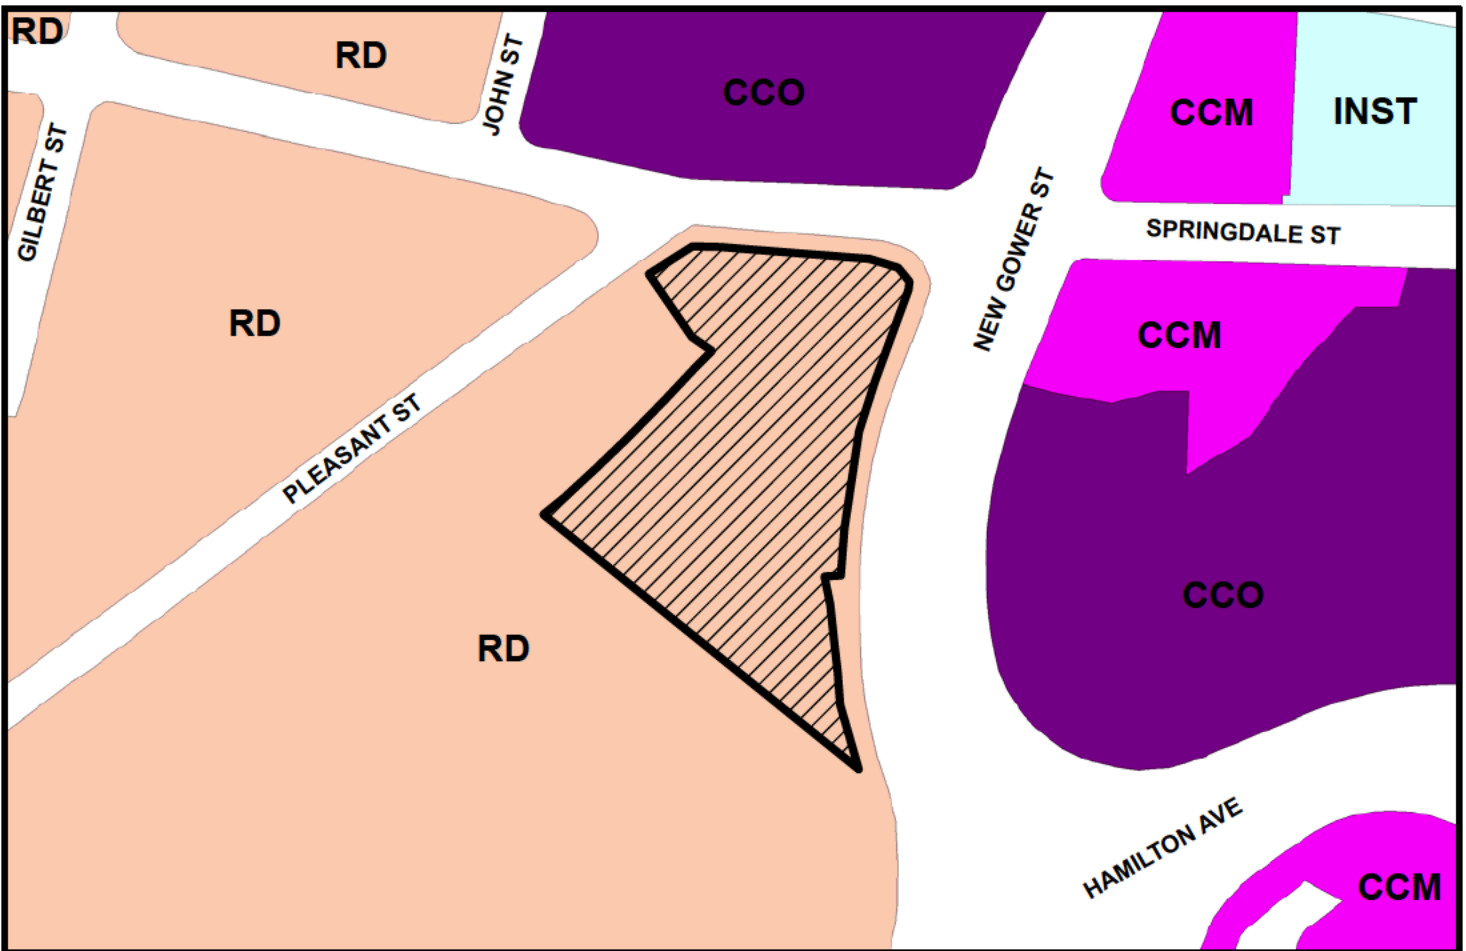 RD
RD
JOHN ST
CCO
CCM
INST
GILBERT ST
SPRINGDALE ST
NEW GOWER ST
RD
CCM
PLEASANT ST
CCO
RD
HAMILTON AVE
CCM